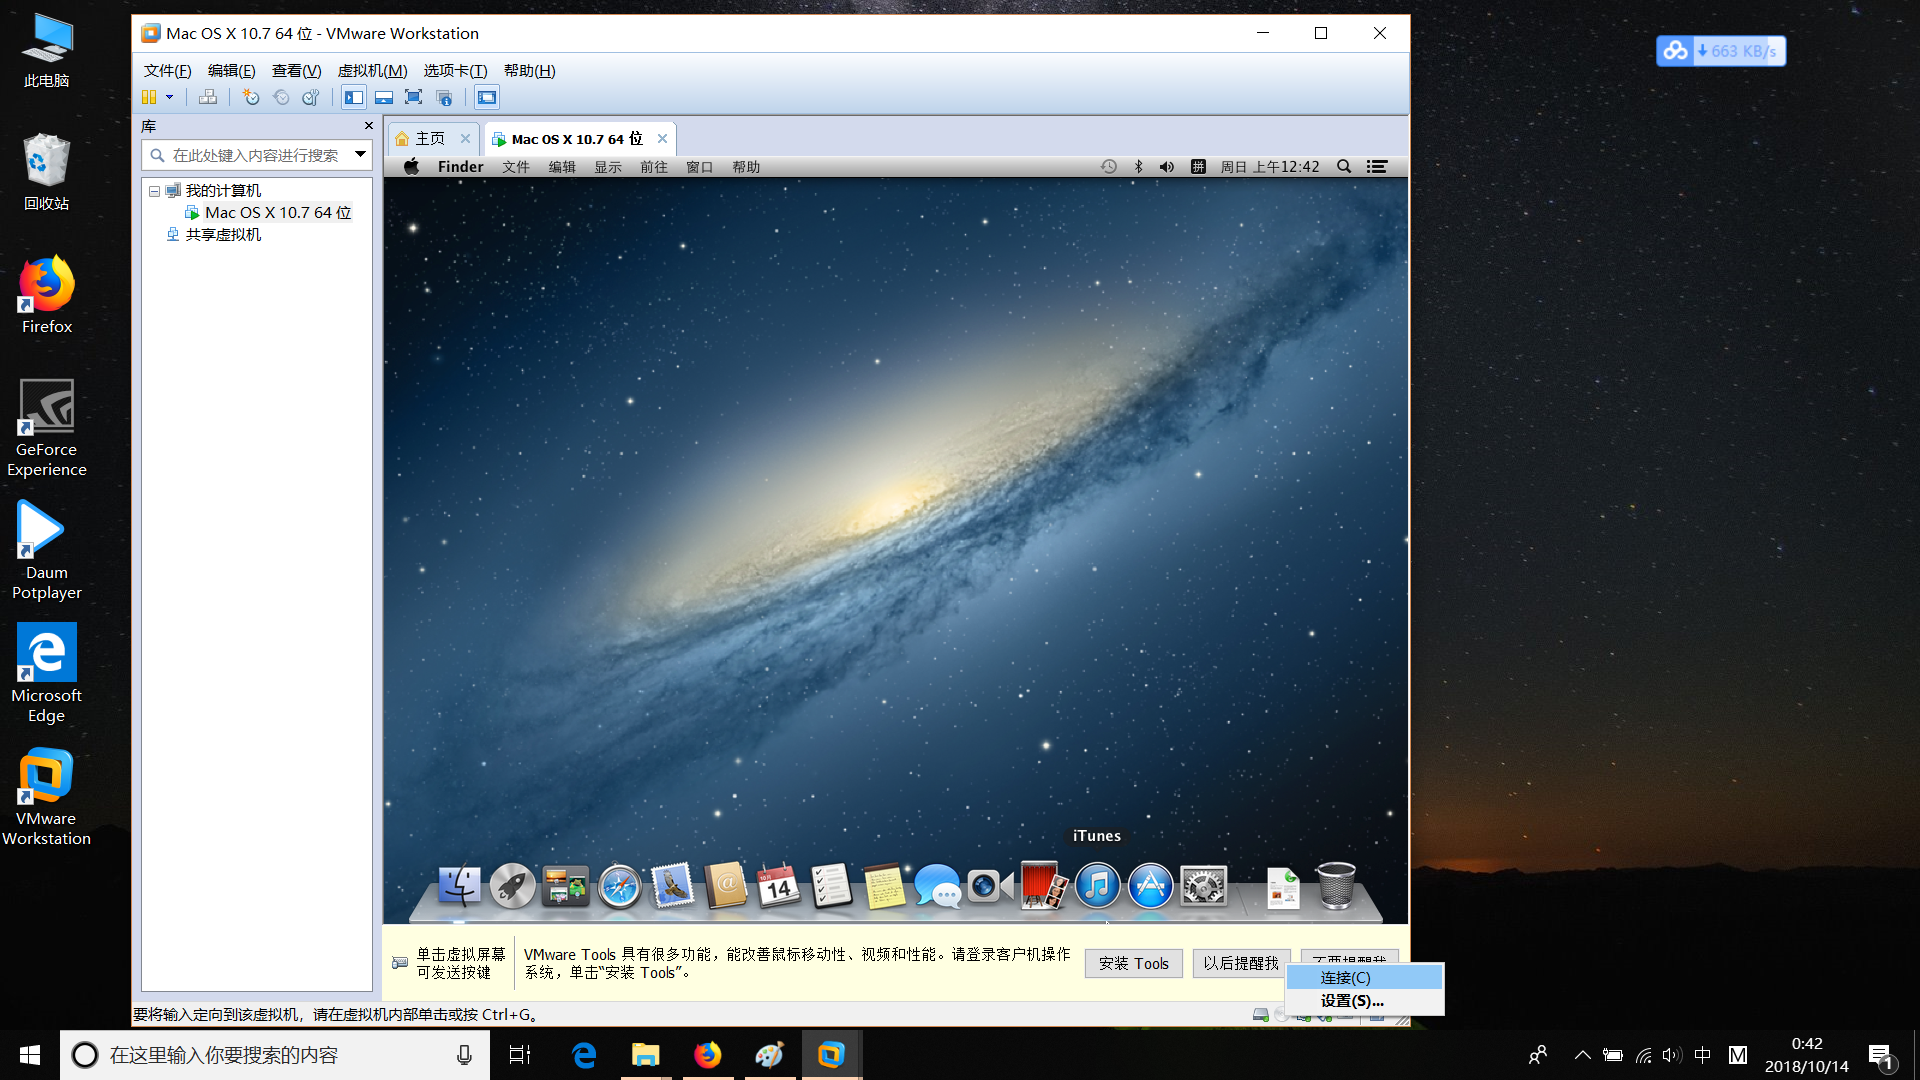 此电脑
回收站
Firefox
GeForce
Experience
Daum
Potplayer
Microsoft
Edge
VMware
Workstation
Mac OS X 10.7 64 位 - VMware Workstation
文件(F) 编辑(E) 查看(V) 虚拟机(M) 选项卡(T) 帮助(H)
库
在此处键入内容进行搜索
我的计算机
Mac OS X 10.7 64 位
共享虚拟机
主页 Mac OS X 10.7 64 位
Finder 文件 编辑 显示 前往 窗口 帮助 拼 周日 上午12:42
663 KB/s
iTunes
10月
14
单击虚拟屏幕
可发送按键
VMware Tools 具有很多功能，能改善鼠标移动性、视频和性能。请登录客户机操作
系统，单击“安装 Tools”。
安装 Tools 以后提醒我 不要提醒我
连接(C)
设置(S)...
要将输入定向到该虚拟机，请在虚拟机内部单击或按 Ctrl+G。
在这里输入你要搜索的内容
中 M 0:42
2018/10/14
1